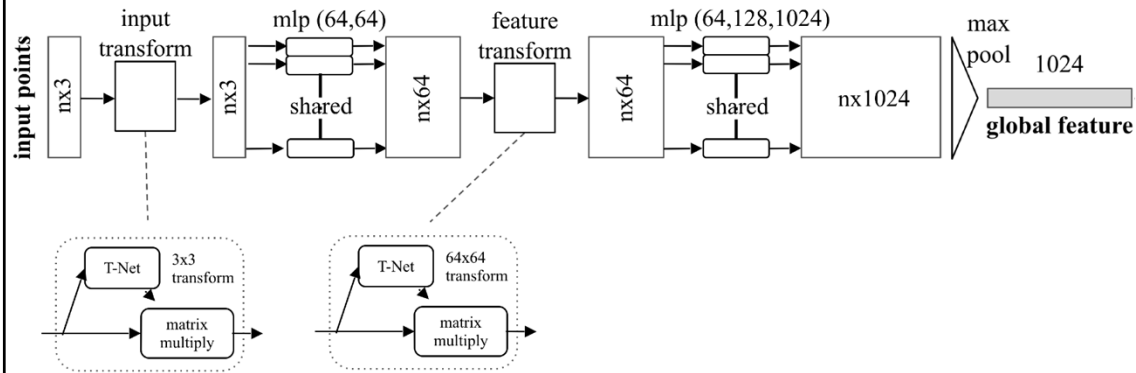 input points
nx3
input
transform
nx3
mlp (64,64)
shared
nx64
feature
transform
nx64
mlp (64,128,1024)
shared
nx1024
max
pool
1024
global feature
T-Net
3x3
transform
matrix
multiply
T-Net
64x64
transform
matrix
multiply